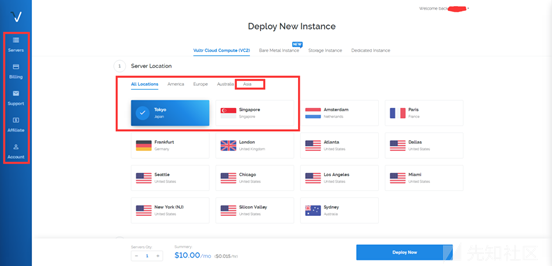 Welcome back
Deploy New Instance
Servers
Billing
Support
Affiliate
Account
Vultr Cloud Compute (VC2)
Bare Metal Instance
NEW
Storage Instance
Dedicated Instance
1
Server Location
All Locations
America
Europe
Australia
Asia
Tokyo
Japan
Singapore
Singapore
Amsterdam
Netherlands
Paris
France
Frankfurt
Germany
London
United Kingdom
Atlanta
United States
Dallas
United States
Seattle
United States
Chicago
United States
Los Angeles
United States
Miami
United States
New York (NJ)
United States
Silicon Valley
United States
Sydney
Australia
Servers Qty
− 1 +
Summary
$10.00/mo ($0.015/hr)
Deploy Now
先知社区